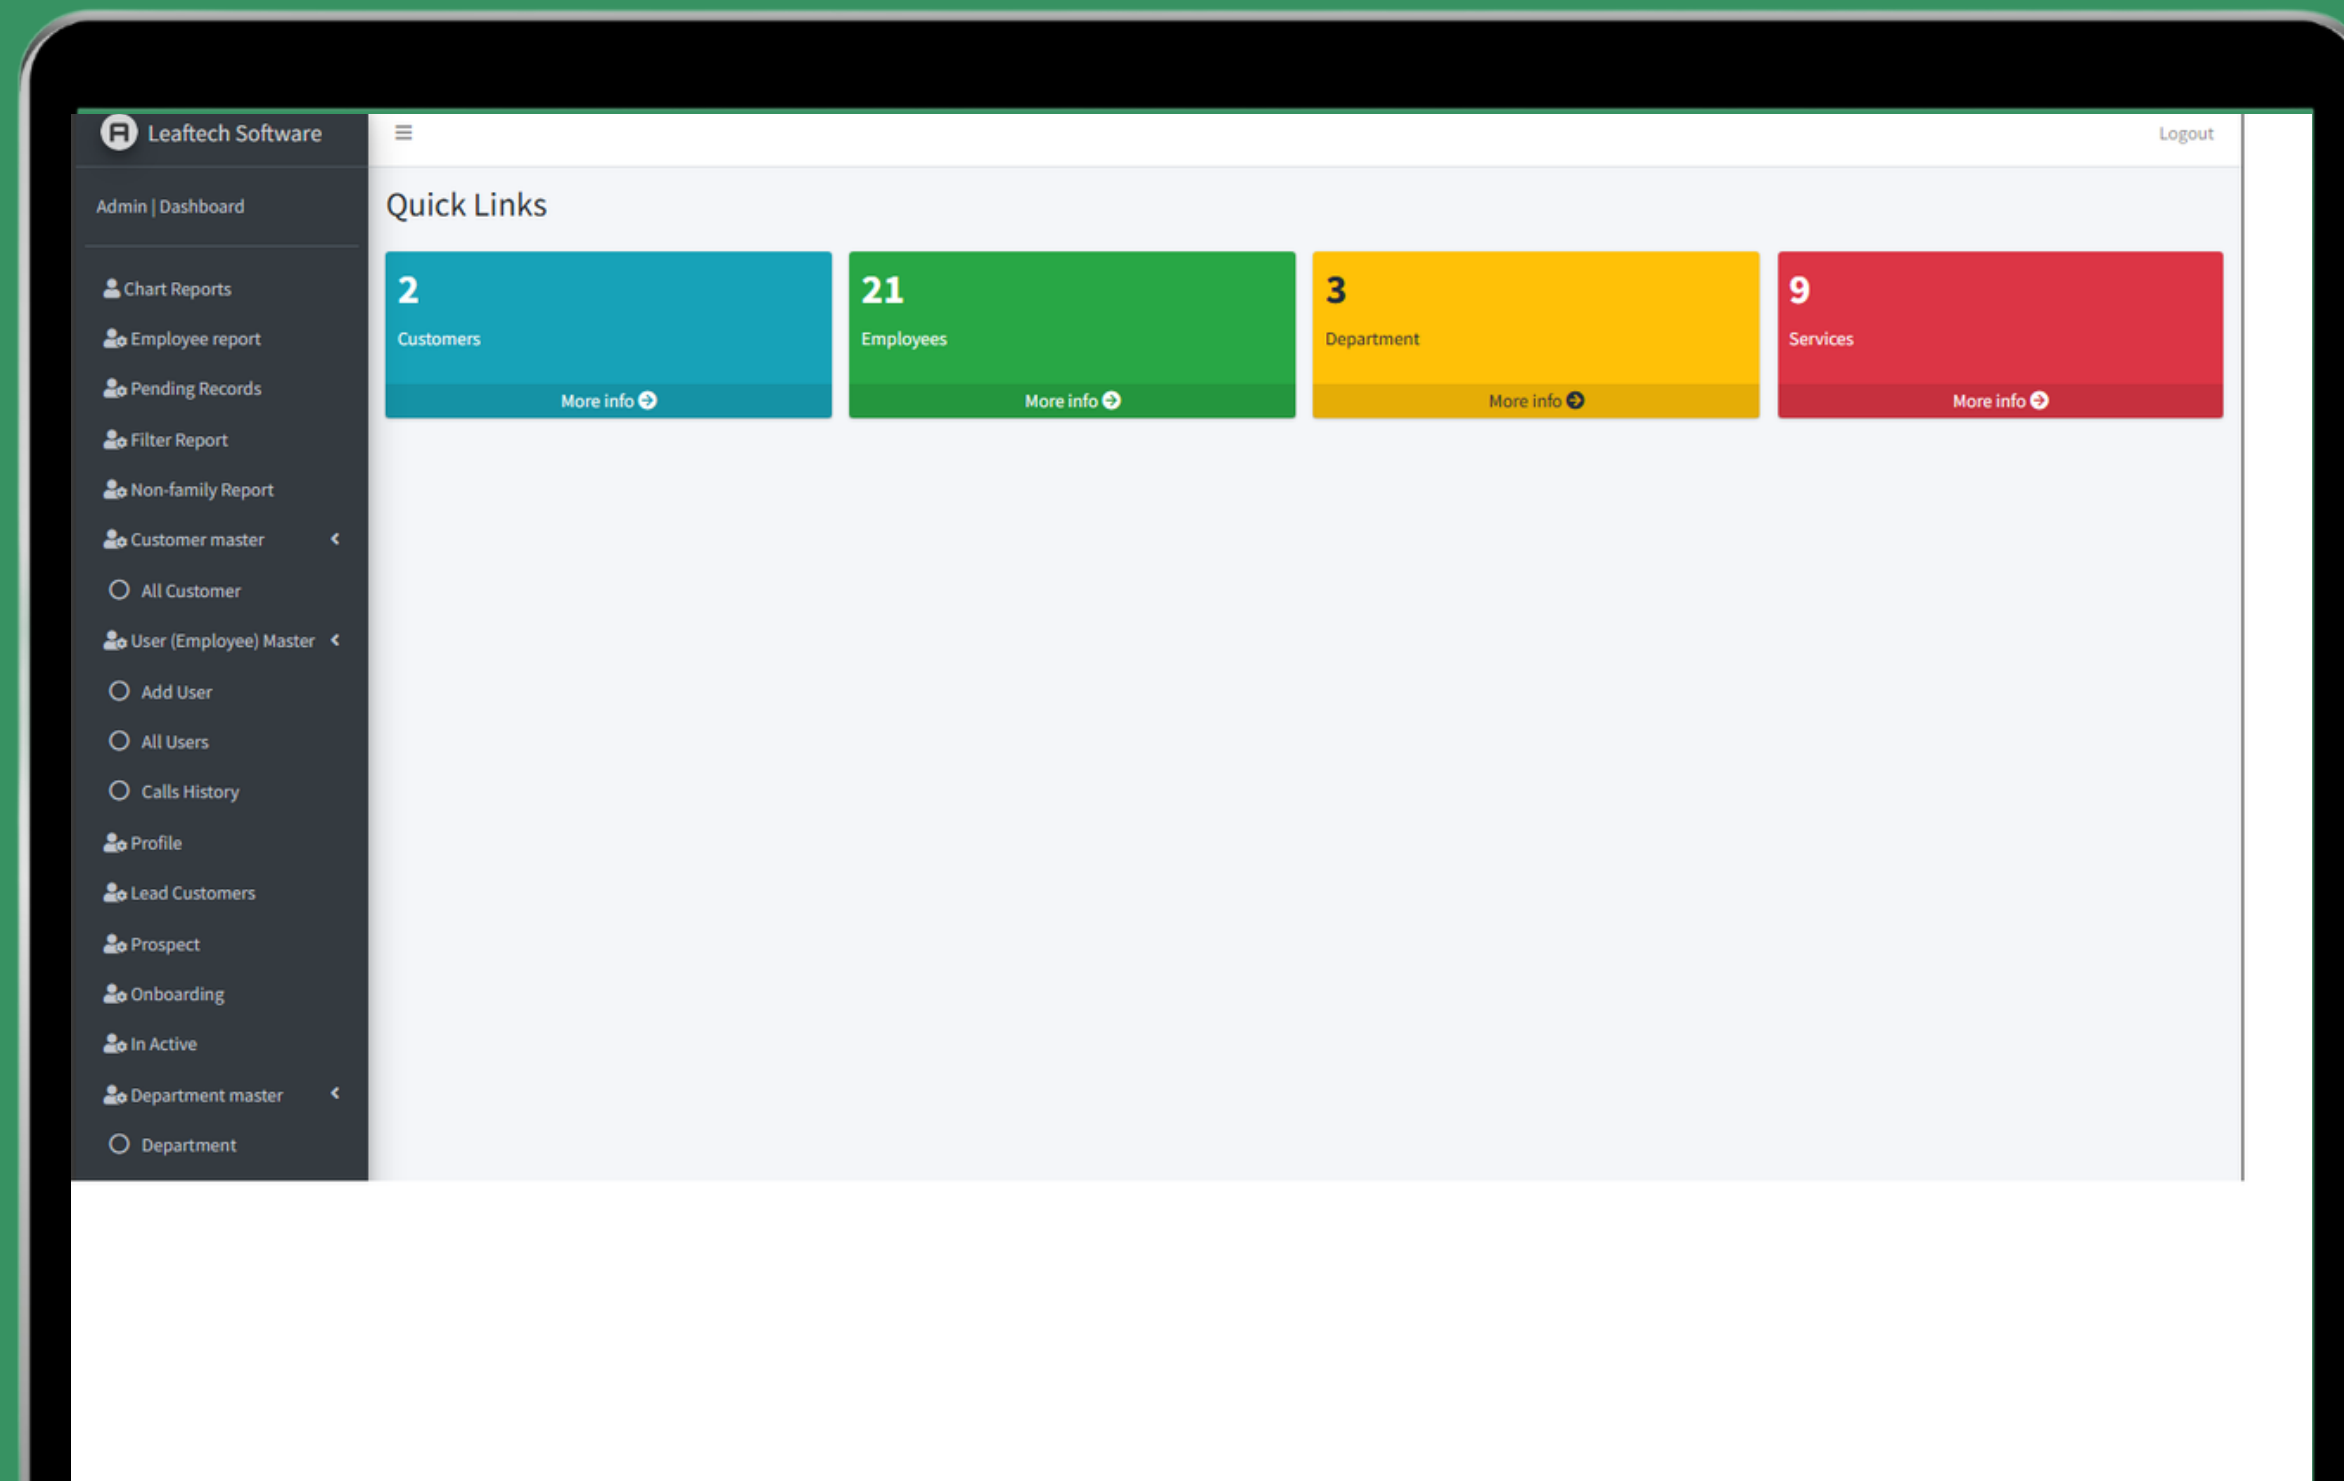 Leaftech Software
Logout
Admin | Dashboard
Quick Links
Chart Reports
Employee report
Pending Records
Filter Report
Non-family Report
Customer master
All Customer
User (Employee) Master
Add User
All Users
Calls History
Profile
Lead Customers
Prospect
Onboarding
In Active
Department master
Department
2
Customers
More info
21
Employees
More info
3
Department
More info
9
Services
More info